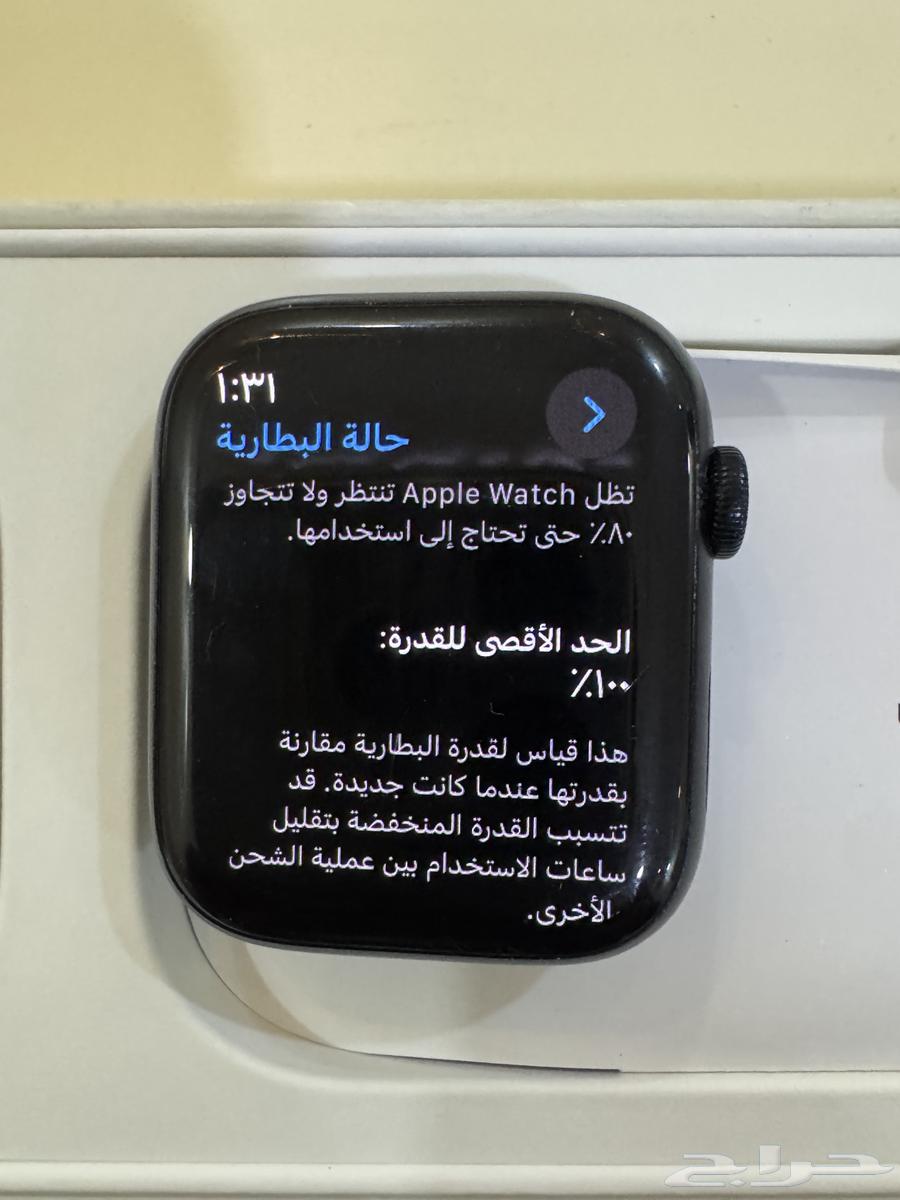 ١:٣١
حالة البطارية
تظل Apple Watch تنتظر ولا تتجاوز
٨٠٪ حتى تحتاج إلى استخدامها.
الحد الأقصى للقدرة:
١٠٠٪
هذا قياس لقدرة البطارية مقارنة
بقدرتها عندما كانت جديدة. قد
تتسبب القدرة المنخفضة بتقليل
ساعات الاستخدام بين عملية الشحن
الأخرى.
حراج